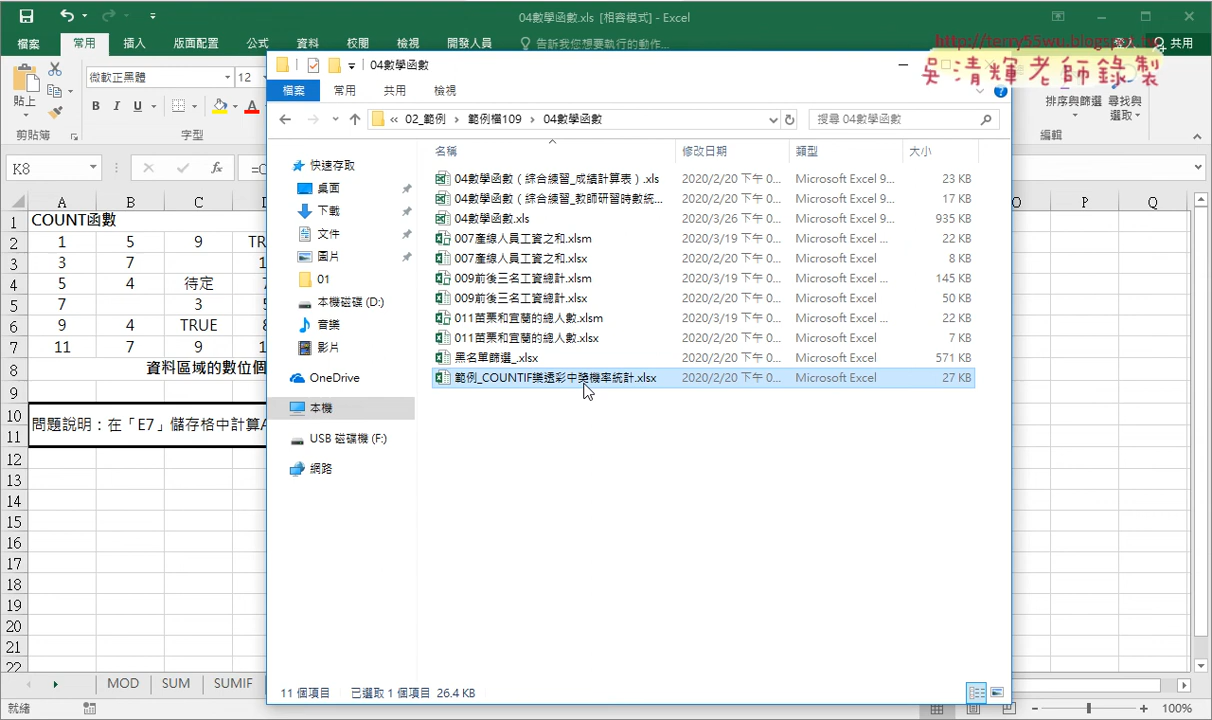 04數學函數.xls [相容模式] - Excel
檔案 常用 插入 版面配置 公式 資料 校閱 檢視 開發人員 告訴我您想要執行的動作... 登入 共用
http://terry55wu.blogspot.tw
吳清輝老師錄製
貼上 微軟正黑體 12 排序與篩選 尋找與選取
B I U A
剪貼簿 字型 編輯
K8 fx
A B C O P Q
1 COUNT函數
2 1 5 9
3 3 7
4 5 4 待定
5 7 3
6 9 4 TRUE
7 11 7 9
8 資料區域的數位個
9
10
問題說明：在「E7」儲存格中計算
11
12
13
14
15
16
17
18
19
20
21
22
MOD SUM SUMIF
就緒 100%
04數學函數
檔案 常用 共用 檢視
« 02_範例 › 範例檔109 › 04數學函數 搜尋 04數學函數
名稱 修改日期 類型 大小
快速存取
桌面
下載
文件
圖片
01
本機磁碟 (D:)
音樂
影片
OneDrive
本機
USB 磁碟機 (F:)
網路
04數學函數（綜合練習_成績計算表）.xls 2020/2/20 下午 0... Microsoft Excel 9... 23 KB
04數學函數（綜合練習_教師研習時數統... 2020/2/20 下午 0... Microsoft Excel 9... 17 KB
04數學函數.xls 2020/3/26 下午 0... Microsoft Excel 9... 935 KB
007產線人員工資之和.xlsm 2020/3/19 下午 0... Microsoft Excel ... 22 KB
007產線人員工資之和.xlsx 2020/2/20 下午 0... Microsoft Excel ... 8 KB
009前後三名工資總計.xlsm 2020/3/19 下午 0... Microsoft Excel ... 145 KB
009前後三名工資總計.xlsx 2020/2/20 下午 0... Microsoft Excel ... 50 KB
011苗栗和宜蘭的總人數.xlsm 2020/3/19 下午 0... Microsoft Excel ... 22 KB
011苗栗和宜蘭的總人數.xlsx 2020/2/20 下午 0... Microsoft Excel ... 7 KB
黑名單篩選_.xlsx 2020/2/20 下午 0... Microsoft Excel ... 571 KB
範例_COUNTIF樂透彩中獎機率統計.xlsx 2020/2/20 下午 0... Microsoft Excel ... 27 KB
11 個項目 已選取 1 個項目 26.4 KB